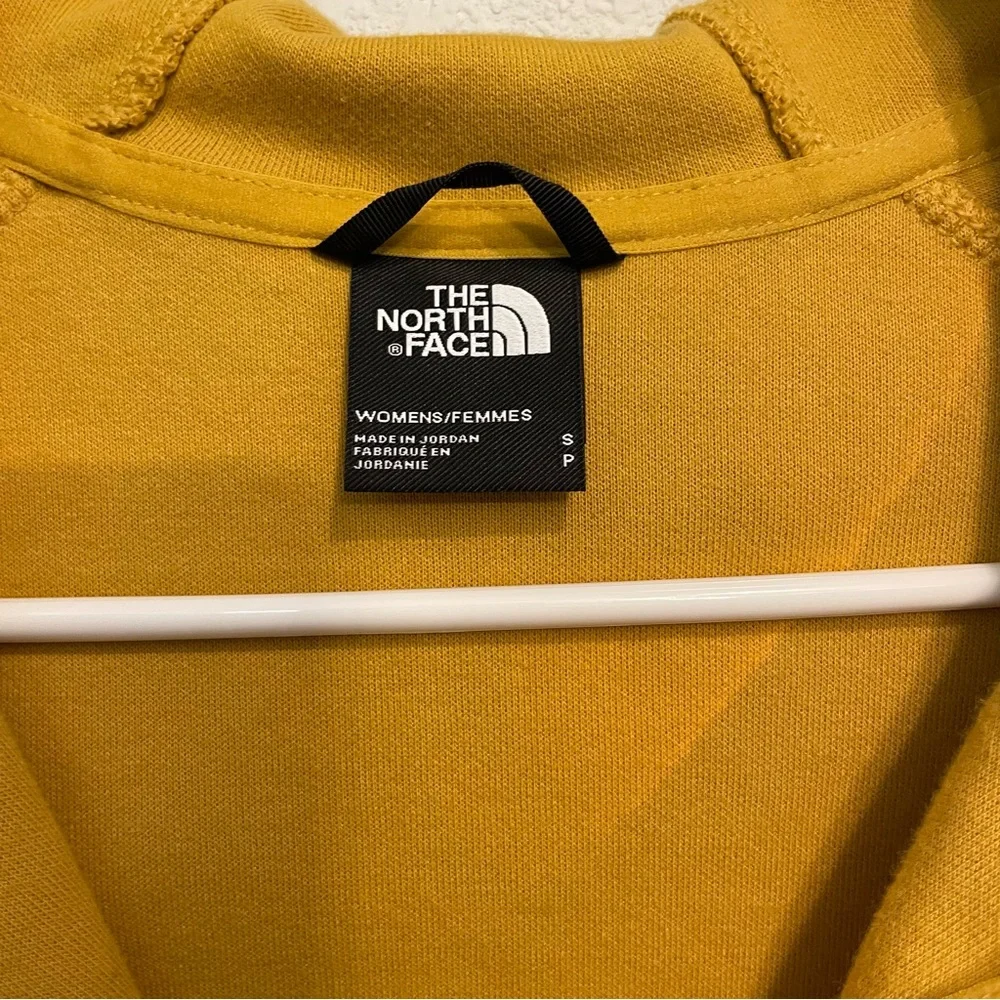 THE
NORTH
® FACE
WOMENS/FEMMES
MADE IN JORDAN S
FABRIQUÉ EN P
JORDANIE